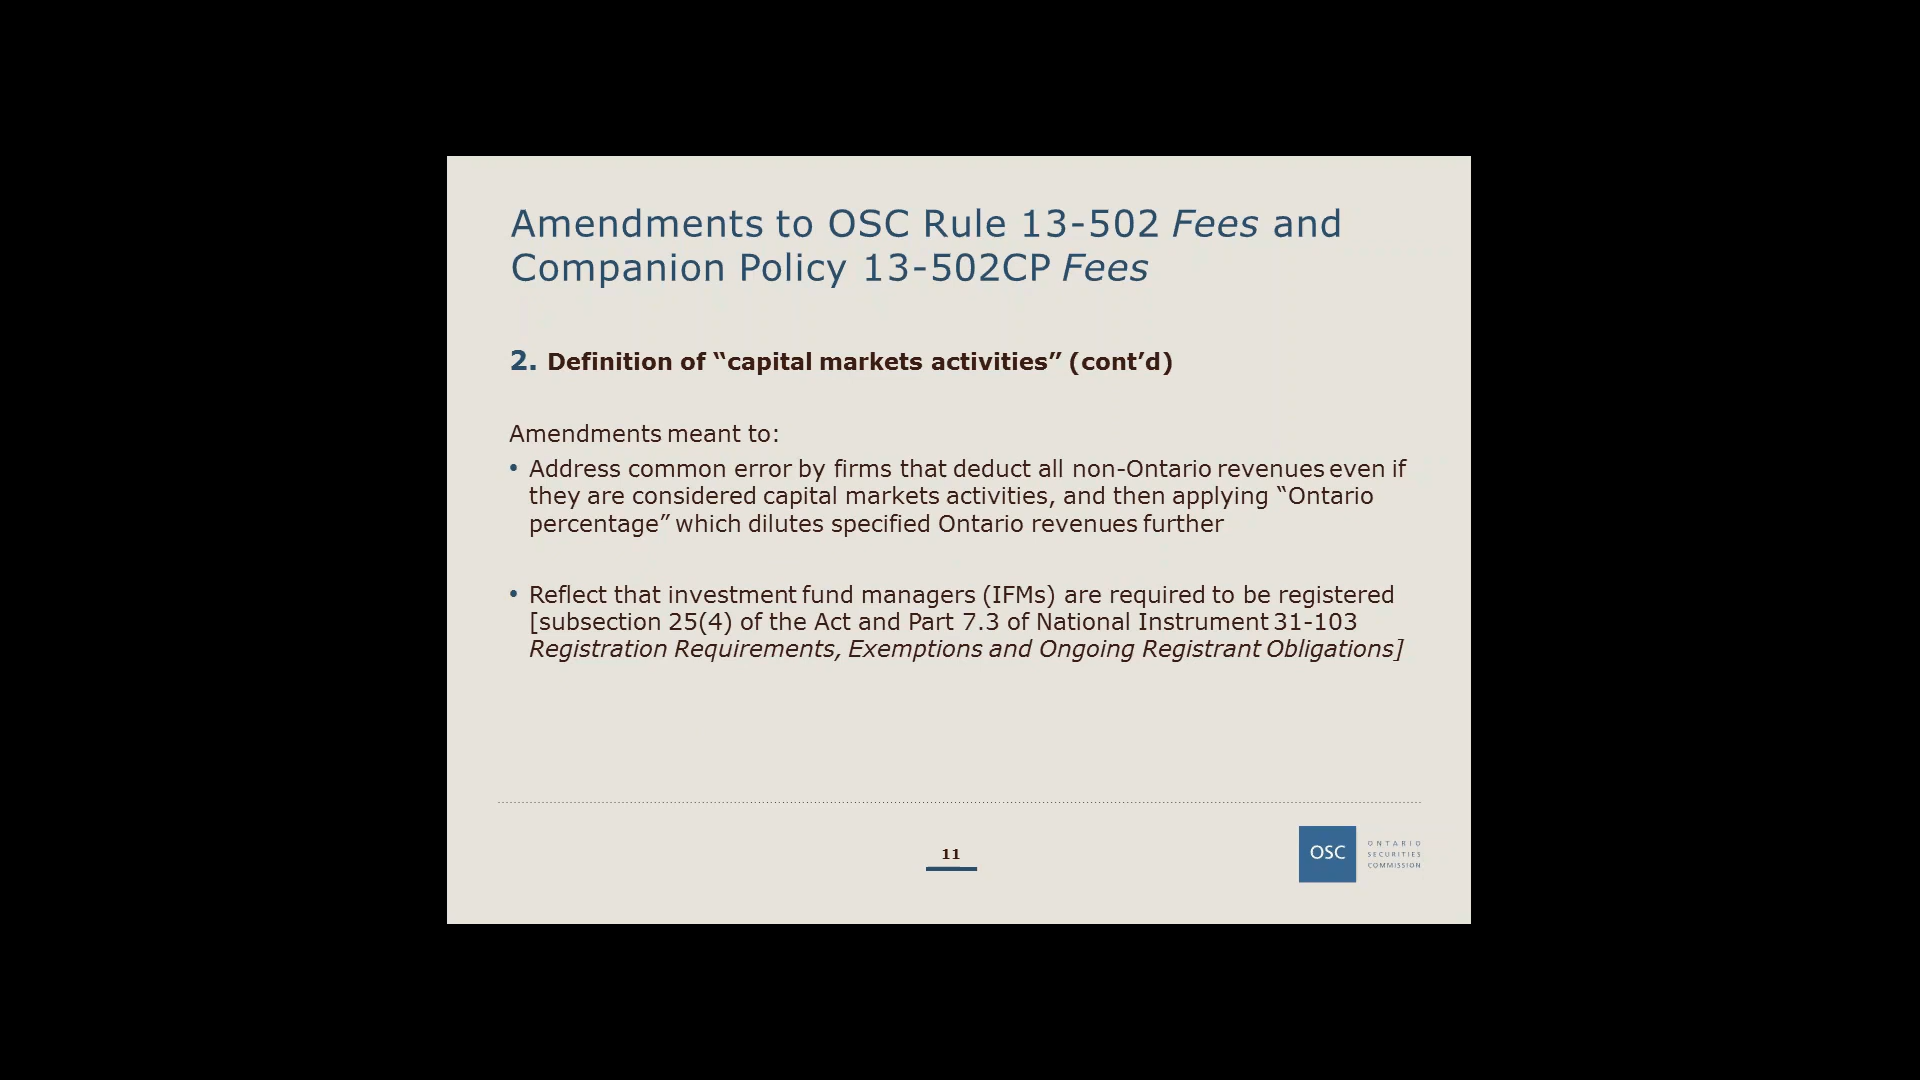 Amendments to OSC Rule 13-502 Fees and
Companion Policy 13-502CP Fees
2. Definition of “capital markets activities” (cont’d)
Amendments meant to:
• Address common error by firms that deduct all non-Ontario revenues even if
they are considered capital markets activities, and then applying “Ontario
percentage” which dilutes specified Ontario revenues further
• Reflect that investment fund managers (IFMs) are required to be registered
[subsection 25(4) of the Act and Part 7.3 of National Instrument 31-103
Registration Requirements, Exemptions and Ongoing Registrant Obligations]
11
OSC
ONTARIO
SECURITIES
COMMISSION